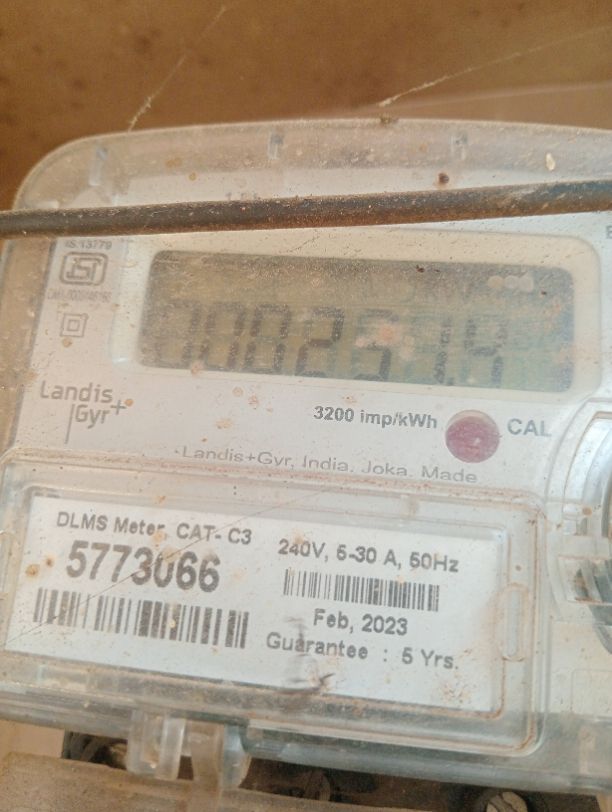 IS:13779
ISI
Landis
Gyr+
3200 imp/kWh
CAL
Landis+Gyr, India, Joka. Made
DLMS Meter, CAT- C3
5773066
240V, 5-30 A, 50Hz
Feb, 2023
Guarantee : 5 Yrs.